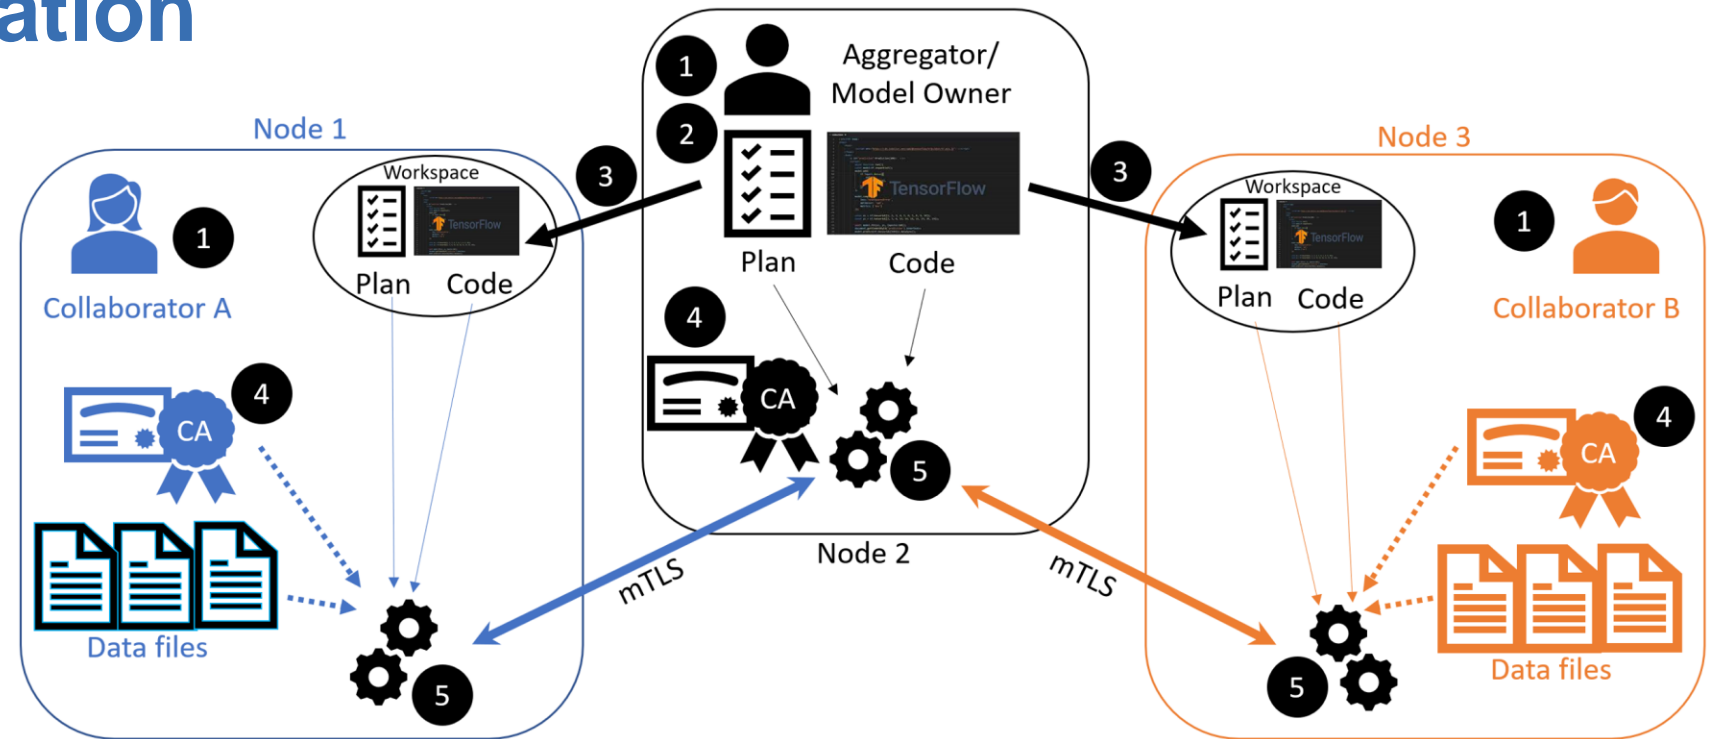 ation
Node 1
Workspace
TensorFlow
Plan
Code
1
Collaborator A
4
CA
Data files
5
3
1
2
Aggregator/
Model Owner
TensorFlow
Plan
Code
4
CA
5
Node 2
mTLS
mTLS
3
Node 3
Workspace
TensorFlow
Plan
Code
1
Collaborator B
4
CA
Data files
5